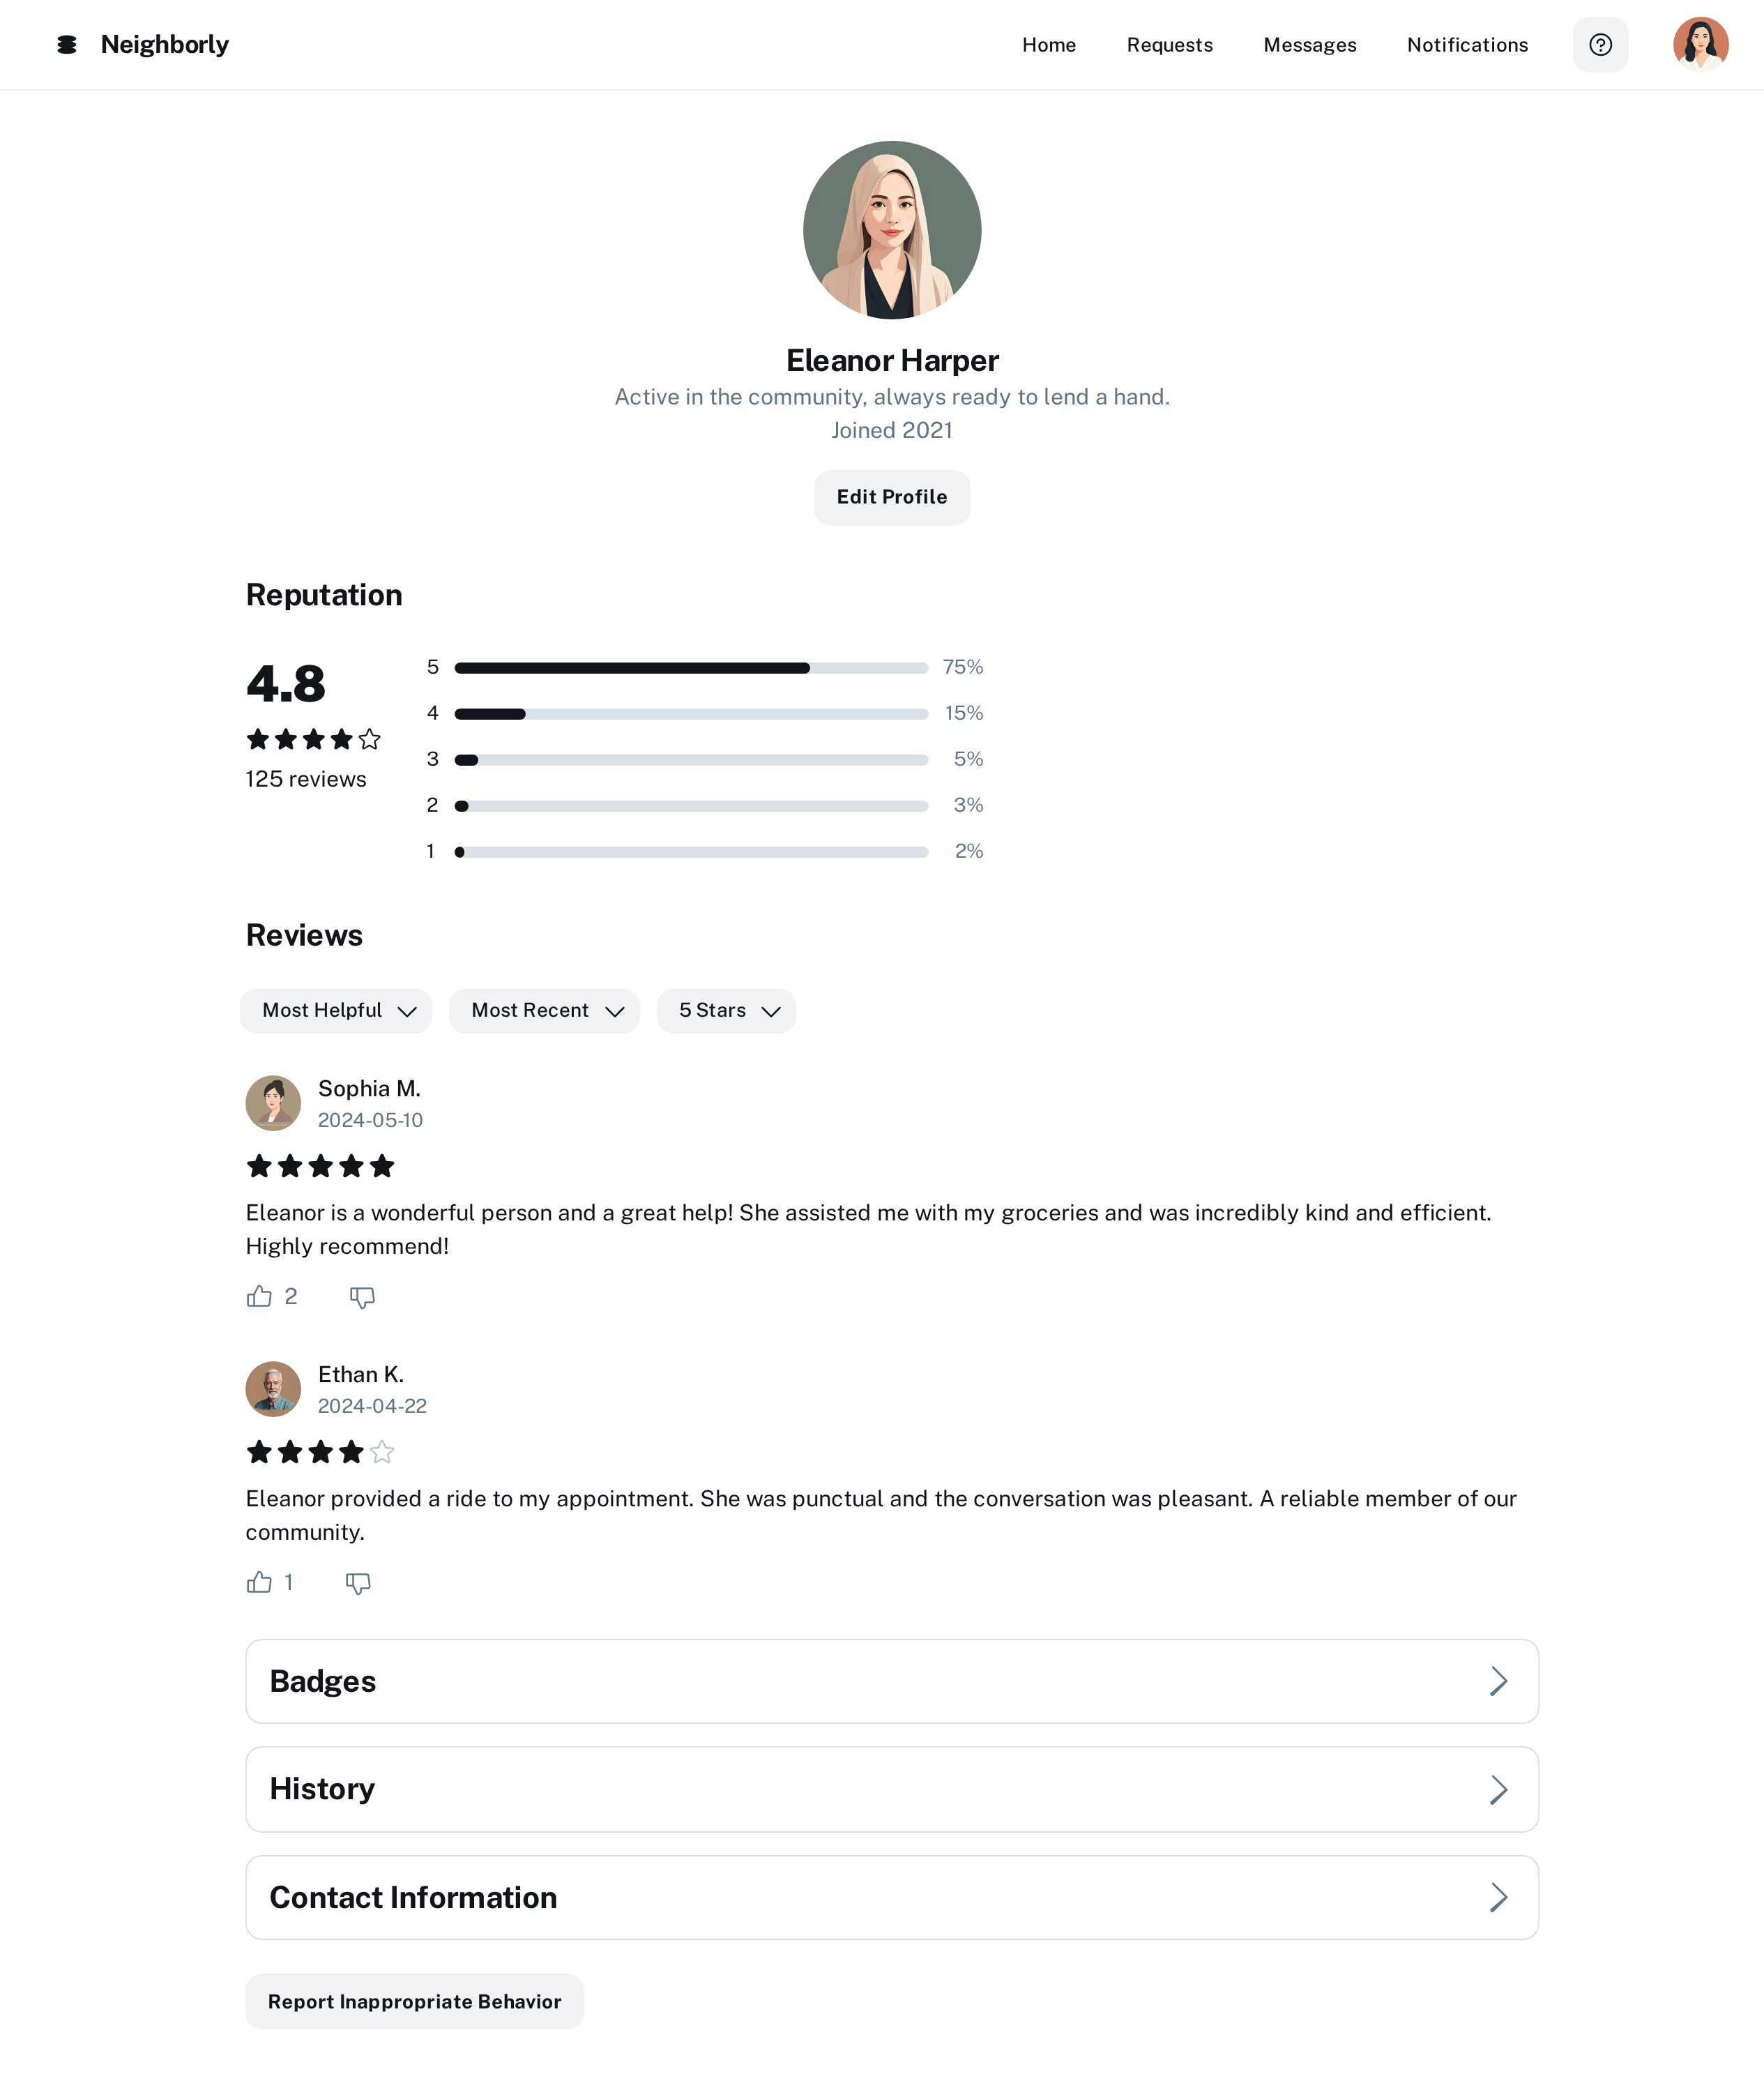 Neighborly
Home
Requests
Messages
Notifications
Eleanor Harper
Active in the community, always ready to lend a hand.
Joined 2021
Edit Profile
Reputation
4.8
125 reviews
5 75%
4 15%
3 5%
2 3%
1 2%
Reviews
Most Helpful
Most Recent
5 Stars
Sophia M.
2024-05-10
Eleanor is a wonderful person and a great help! She assisted me with my groceries and was incredibly kind and efficient.
Highly recommend!
2
Ethan K.
2024-04-22
Eleanor provided a ride to my appointment. She was punctual and the conversation was pleasant. A reliable member of our
community.
1
Badges
History
Contact Information
Report Inappropriate Behavior